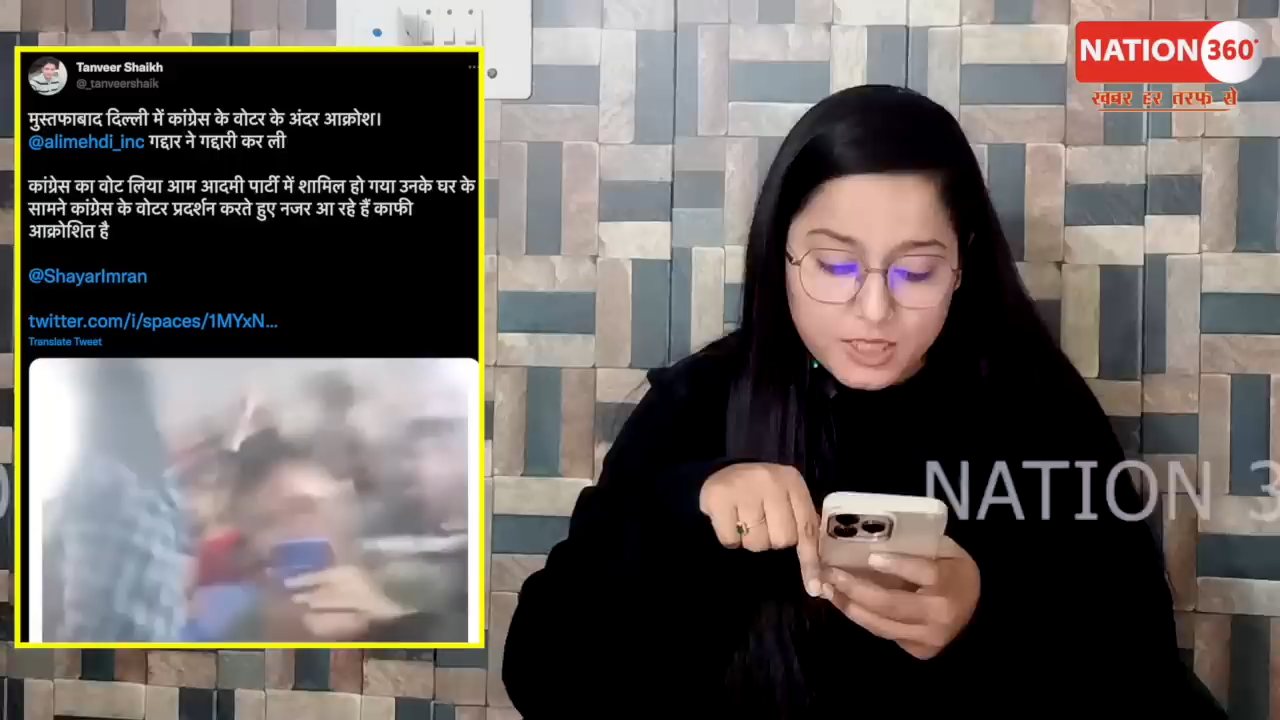 Tanveer Shaikh
@_tanveershaik
मुस्तफाबाद दिल्ली में कांग्रेस के वोटर के अंदर आक्रोश।
@alimehdi_inc गद्दार ने गद्दारी कर ली
कांग्रेस का वोट लिया आम आदमी पार्टी में शामिल हो गया उनके घर के
सामने कांग्रेस के वोटर प्रदर्शन करते हुए नजर आ रहे हैं काफी
आक्रोशित है
@ShayarImran
twitter.com/i/spaces/1MYxN...
Translate Tweet
NATION 360°
ख़बर हर तरफ से
NATION 3